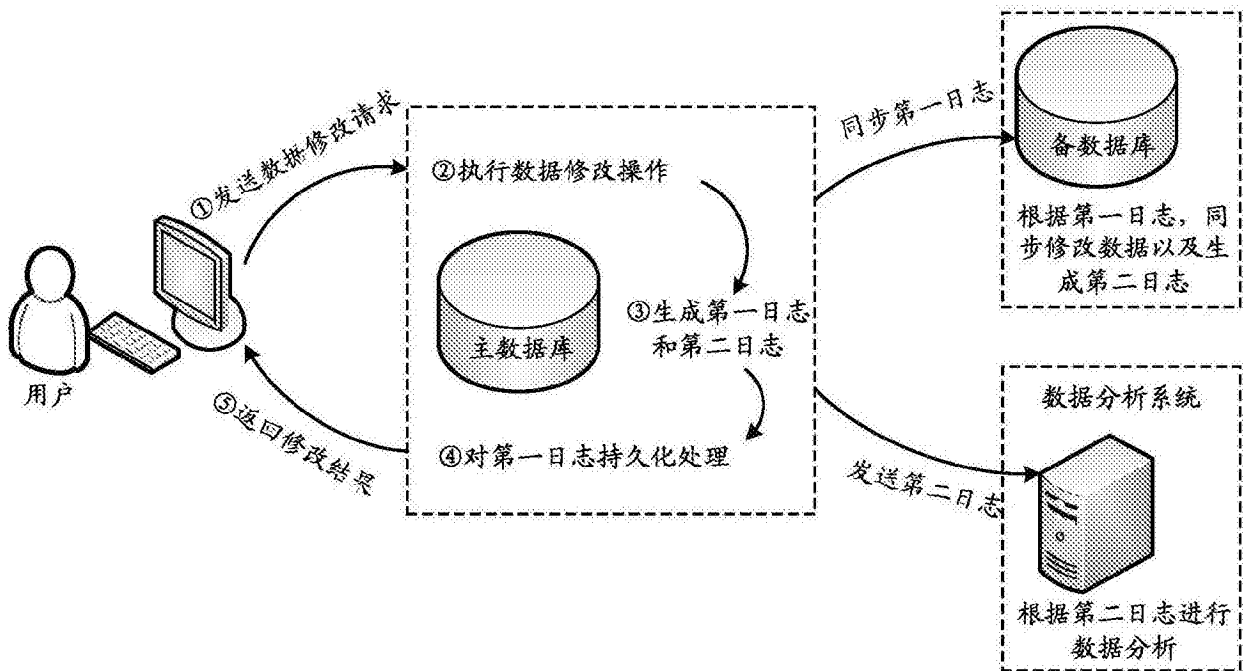 ①发送数据修改请求
②执行数据修改操作
主数据库
③生成第一日志
和第二日志
④对第一日志持久化处理
⑤返回修改结果
用户
同步第一日志
备数据库
根据第一日志，同
步修改数据以及生
成第二日志
发送第二日志
数据分析系统
根据第二日志进行
数据分析